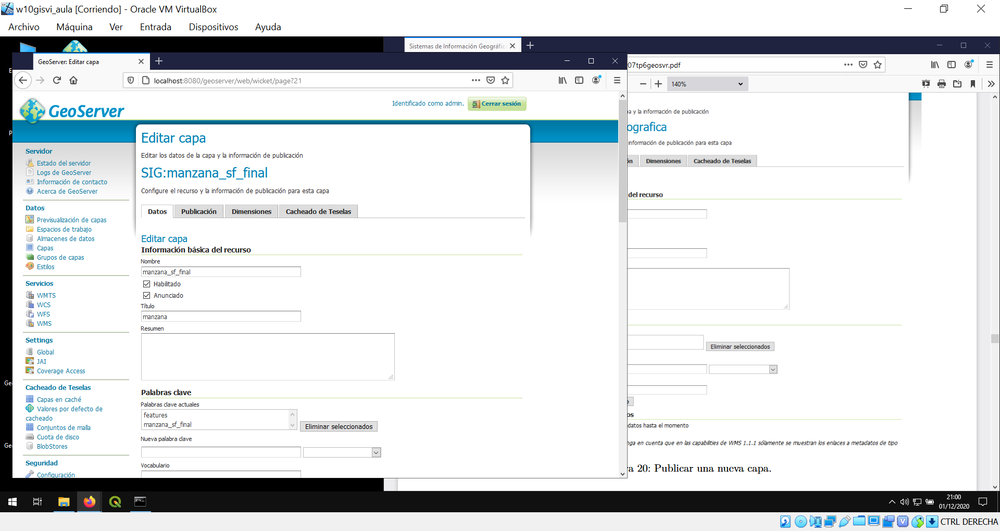 w10gisvi_aula [Corriendo] - Oracle VM VirtualBox
Archivo Máquina Ver Entrada Dispositivos Ayuda
Sistemas de Información Geográfic
GeoServer: Editar capa
07tp6geosvr.pdf
localhost:8080/geoserver/web/wicket/page?21
140%
GeoServer
Identificado como admin. Cerrar sesión
Servidor
Estado del servidor
Logs de GeoServer
Información de contacto
Acerca de GeoServer
Datos
Previsualización de capas
Espacios de trabajo
Almacenes de datos
Capas
Grupos de capas
Estilos
Servicios
WMTS
WCS
WFS
WMS
Settings
Global
JAI
Coverage Access
Cacheado de Teselas
Capas en caché
Valores por defecto de
cacheado
Conjuntos de malla
Cuota de disco
BlobStores
Seguridad
Configuración
Editar capa
Editar los datos de la capa y la información de publicación
SIG:manzana_sf_final
Configure el recurso y la información de publicación para esta capa
Datos Publicación Dimensiones Cacheado de Teselas
Editar capa
Información básica del recurso
Nombre
manzana_sf_final
Habilitado
Anunciado
Título
manzana
Resumen
Palabras clave
Palabras clave actuales
features
manzana_sf_final
Eliminar seleccionados
Nueva palabra clave
Vocabulario
a y la información de publicación
ografica
información de publicación para esta capa
ón Dimensiones Cacheado de Teselas
del recurso
Eliminar seleccionados
e
os
datos hasta el momento
nga en cuenta que en las capabilities de WMS 1.1.1 sólamente se muestran los enlaces a metadatos de tipo
a 20: Publicar una nueva capa.
E
P
Ge
Ge
21:00
01/12/2020
CTRL DERECHA